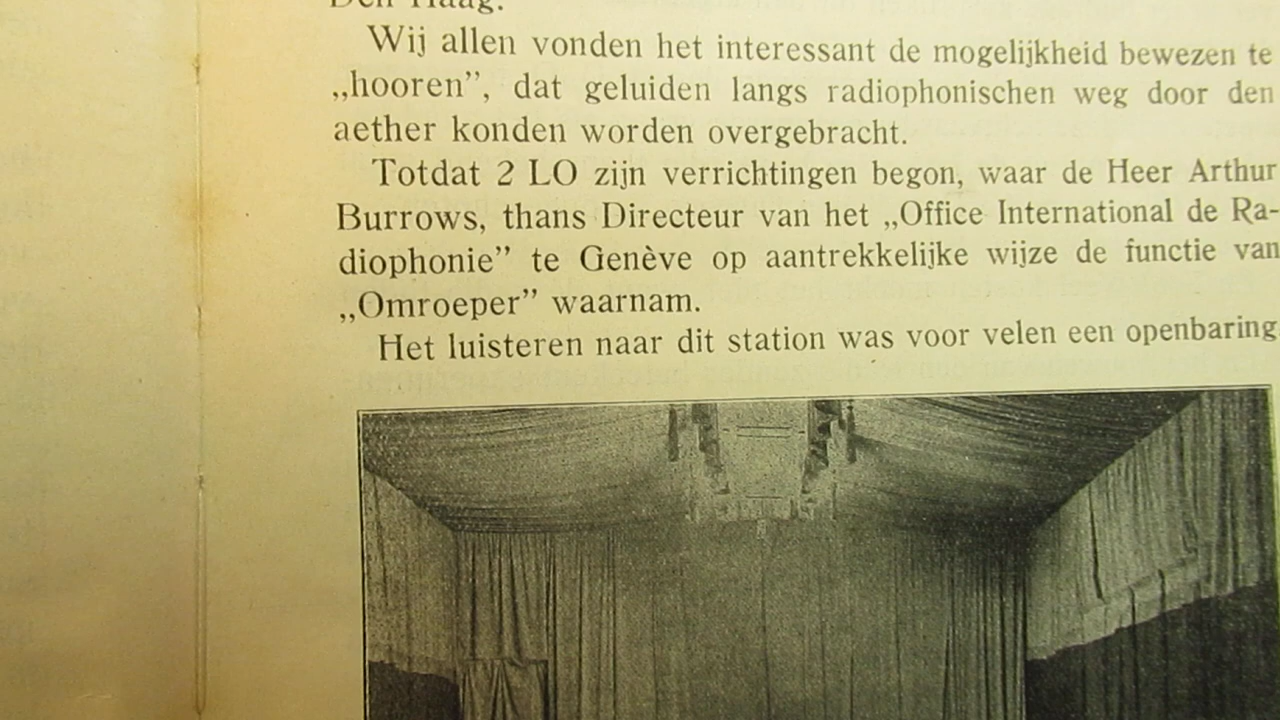 Den Haag.
Wij allen vonden het interessant de mogelijkheid bewezen te
„hooren”, dat geluiden langs radiophonischen weg door den
aether konden worden overgebracht.
Totdat 2 LO zijn verrichtingen begon, waar de Heer Arthur
Burrows, thans Directeur van het „Office International de Ra-
diophonie” te Genève op aantrekkelijke wijze de functie van
„Omroeper” waarnam.
Het luisteren naar dit station was voor velen een openbaring